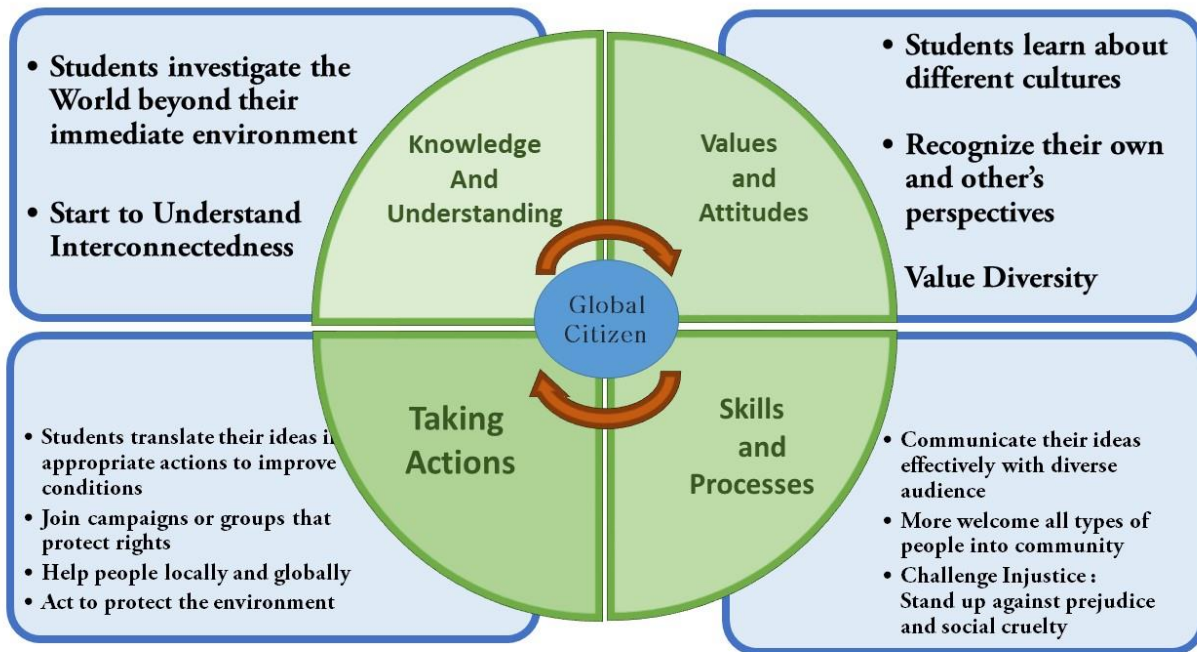 • Students investigate the
World beyond their
immediate environment
• Start to Understand
Interconnectedness
Knowledge
And
Understanding
Values
and
Attitudes
• Students learn about
different cultures
• Recognize their own
and other's
perspectives
Value Diversity
Global
Citizen
Taking
Actions
Skills
and
Processes
• Students translate their ideas
appropriate actions to improve
conditions
• Join campaigns or groups that
protect rights
• Help people locally and globally
• Act to protect the environment
• Communicate their ideas
effectively with diverse
audience
• More welcome all types of
people into community
• Challenge Injustice :
Stand up against prejudice
and social cruelty